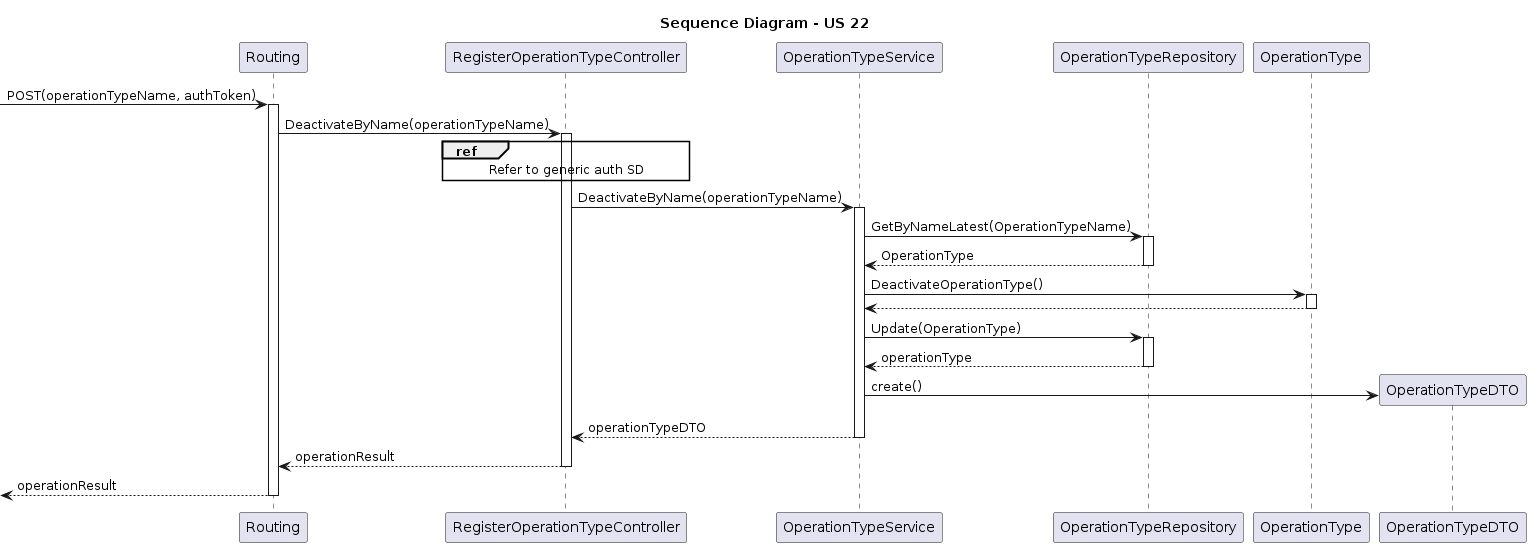 Sequence Diagram - US 22
Routing
RegisterOperationTypeController
OperationTypeService
OperationTypeRepository
OperationType
POST(operationTypeName, authToken)
DeactivateByName(operationTypeName)
ref
Refer to generic auth SD
DeactivateByName(operationTypeName)
GetByNameLatest(OperationTypeName)
OperationType
DeactivateOperationType()
Update(OperationType)
operationType
create()
OperationTypeDTO
operationTypeDTO
operationResult
operationResult
Routing
RegisterOperationTypeController
OperationTypeService
OperationTypeRepository
OperationType
OperationTypeDTO